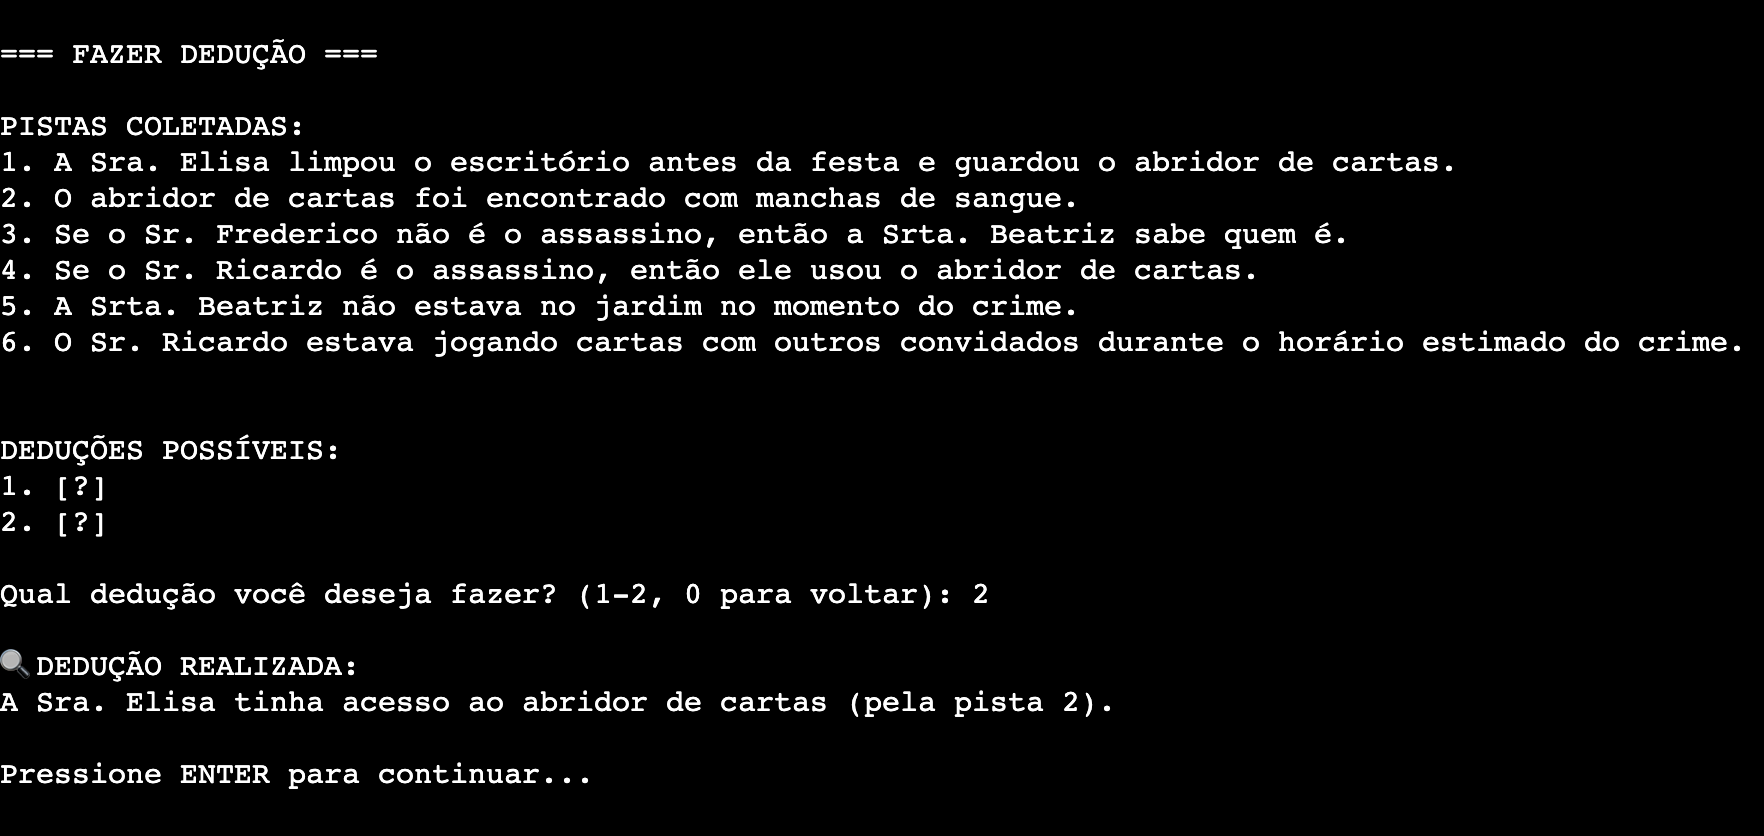 === FAZER DEDUÇÃO ===
PISTAS COLETADAS:
1. A Sra. Elisa limpou o escritório antes da festa e guardou o abridor de cartas.
2. O abridor de cartas foi encontrado com manchas de sangue.
3. Se o Sr. Frederico não é o assassino, então a Srta. Beatriz sabe quem é.
4. Se o Sr. Ricardo é o assassino, então ele usou o abridor de cartas.
5. A Srta. Beatriz não estava no jardim no momento do crime.
6. O Sr. Ricardo estava jogando cartas com outros convidados durante o horário estimado do crime.
DEDUÇÕES POSSÍVEIS:
1. [?]
2. [?]
Qual dedução você deseja fazer? (1-2, 0 para voltar): 2
DEDUÇÃO REALIZADA:
A Sra. Elisa tinha acesso ao abridor de cartas (pela pista 2).
Pressione ENTER para continuar...